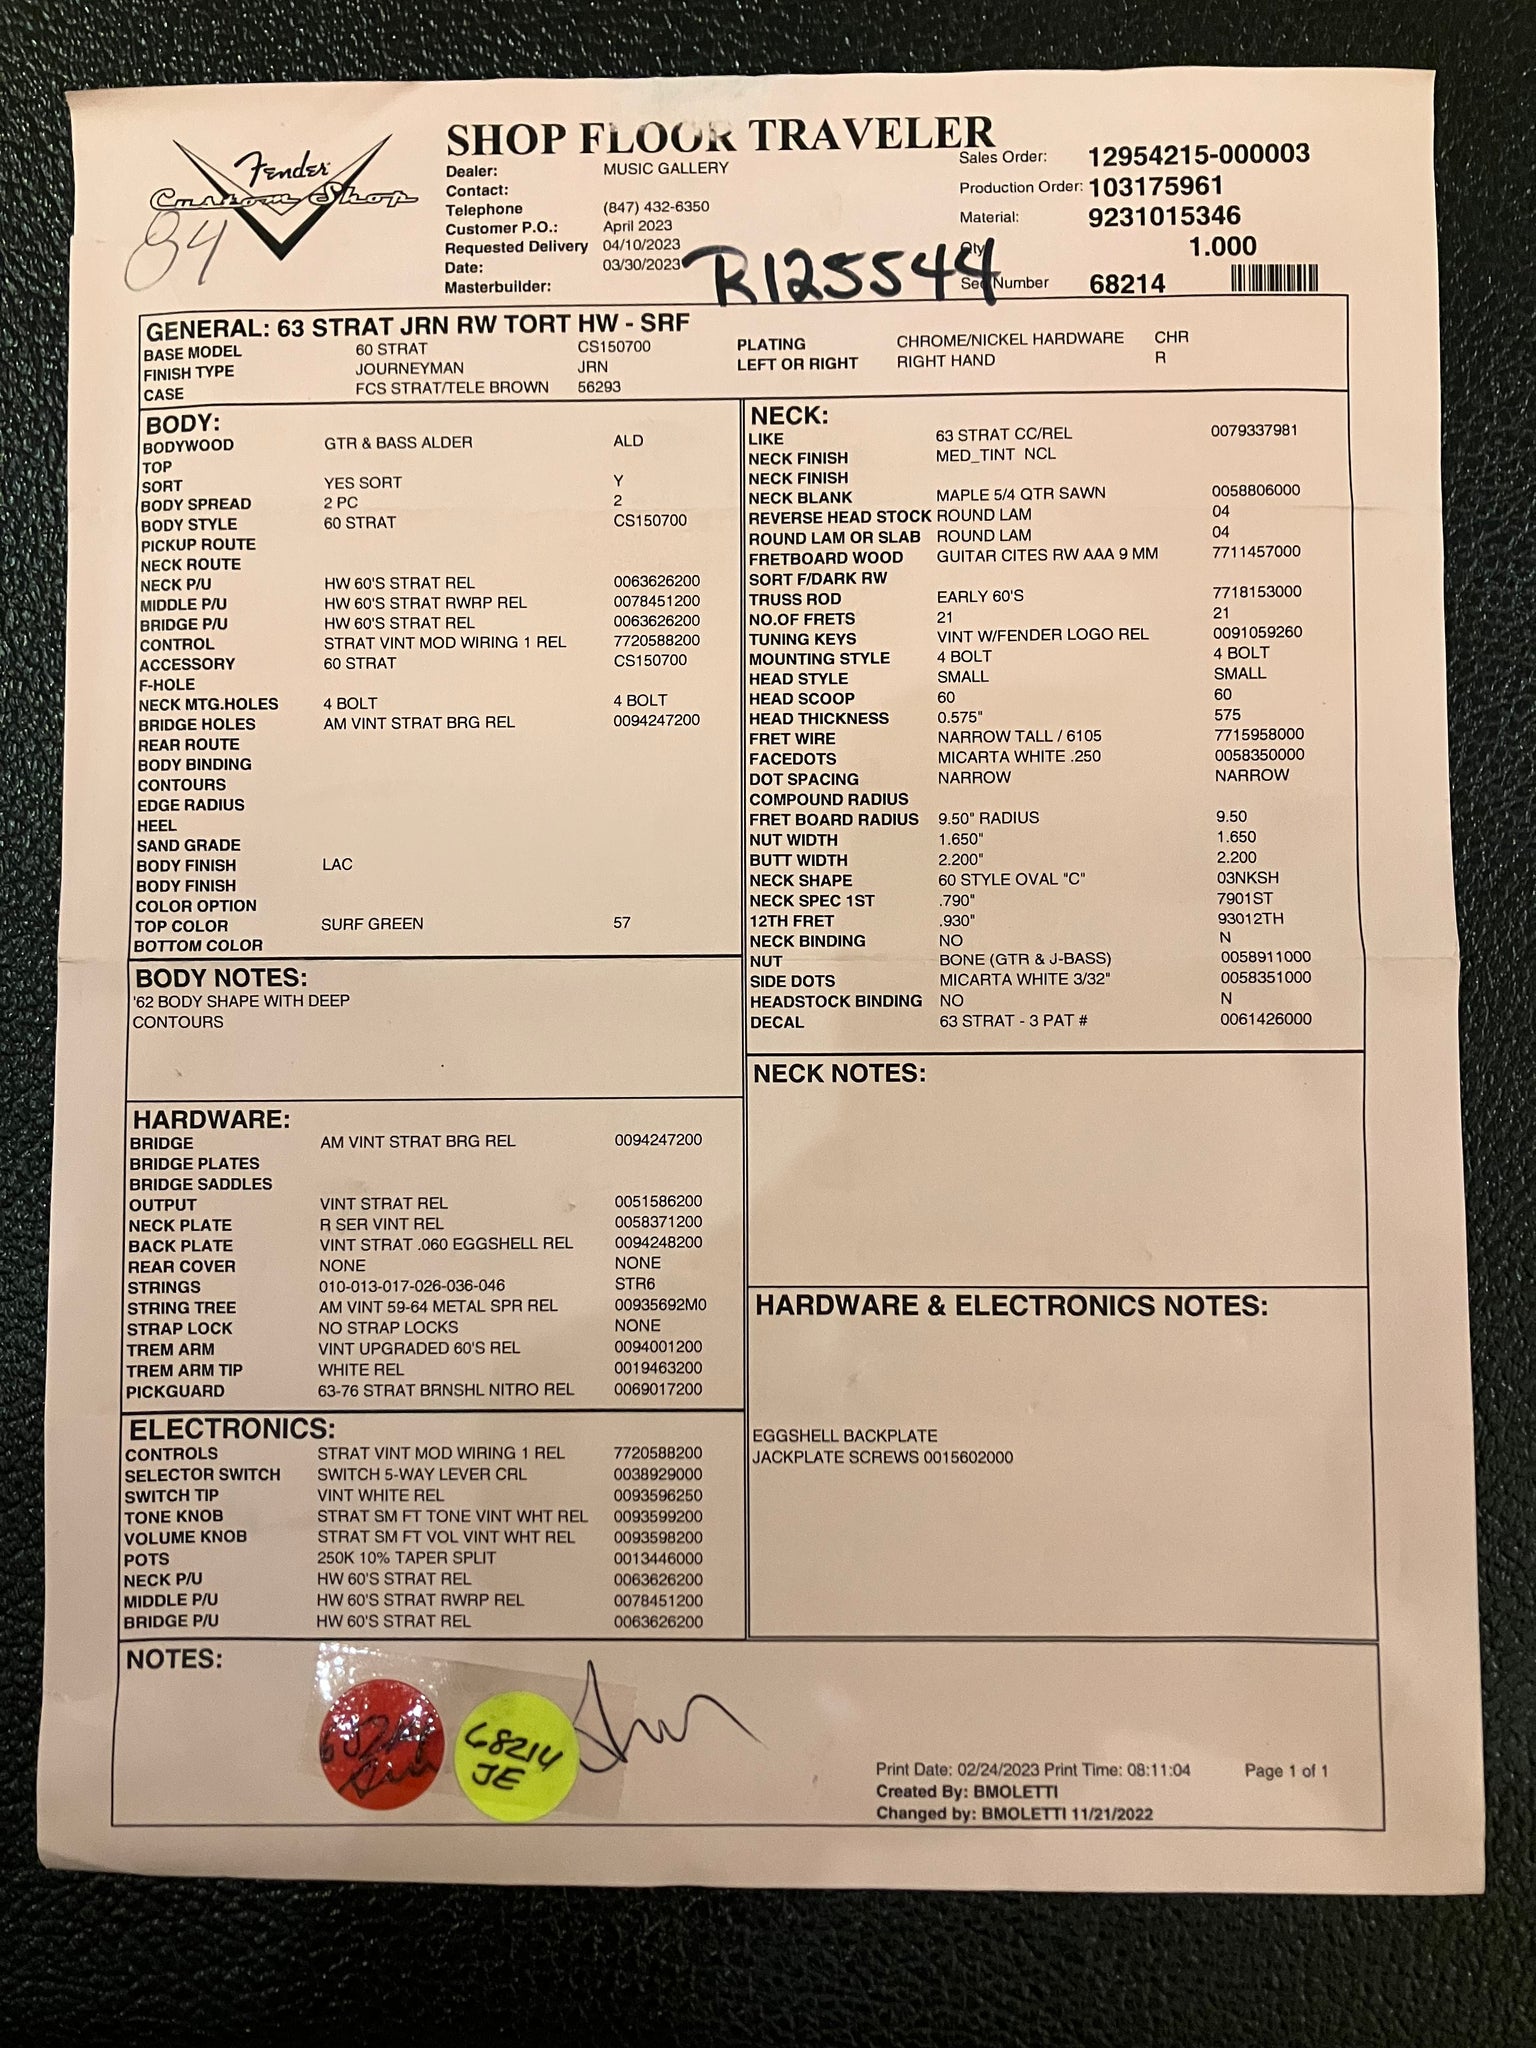 Fender
Custom Shop
84
SHOP FLOOR TRAVELER
Dealer: MUSIC GALLERY
Contact:
Telephone (847) 432-6350
Customer P.O.: April 2023
Requested Delivery 04/10/2023
Date: 03/30/2023
Masterbuilder:
R125544
Sales Order: 12954215-000003
Production Order: 103175961
Material: 9231015346
Qty 1.000
Seq Number 68214
GENERAL: 63 STRAT JRN RW TORT HW - SRF
BASE MODEL 60 STRAT CS150700
FINISH TYPE JOURNEYMAN JRN
CASE FCS STRAT/TELE BROWN 56293
PLATING CHROME/NICKEL HARDWARE CHR
LEFT OR RIGHT RIGHT HAND R
BODY:
BODYWOOD GTR & BASS ALDER ALD
TOP
SORT YES SORT Y
BODY SPREAD 2 PC 2
BODY STYLE 60 STRAT CS150700
PICKUP ROUTE
NECK ROUTE
NECK P/U HW 60'S STRAT REL 0063626200
MIDDLE P/U HW 60'S STRAT RWRP REL 0078451200
BRIDGE P/U HW 60'S STRAT REL 0063626200
CONTROL STRAT VINT MOD WIRING 1 REL 7720588200
ACCESSORY 60 STRAT CS150700
F-HOLE
NECK MTG.HOLES 4 BOLT 4 BOLT
BRIDGE HOLES AM VINT STRAT BRG REL 0094247200
REAR ROUTE
BODY BINDING
CONTOURS
EDGE RADIUS
HEEL
SAND GRADE
BODY FINISH LAC
BODY FINISH
COLOR OPTION
TOP COLOR SURF GREEN 57
BOTTOM COLOR
BODY NOTES:
'62 BODY SHAPE WITH DEEP
CONTOURS
HARDWARE:
BRIDGE AM VINT STRAT BRG REL 0094247200
BRIDGE PLATES
BRIDGE SADDLES
OUTPUT VINT STRAT REL 0051586200
NECK PLATE R SER VINT REL 0058371200
BACK PLATE VINT STRAT .060 EGGSHELL REL 0094248200
REAR COVER NONE NONE
STRINGS 010-013-017-026-036-046 STR6
STRING TREE AM VINT 59-64 METAL SPR REL 00935692M0
STRAP LOCK NO STRAP LOCKS NONE
TREM ARM VINT UPGRADED 60'S REL 0094001200
TREM ARM TIP WHITE REL 0019463200
PICKGUARD 63-76 STRAT BRNSHL NITRO REL 0069017200
ELECTRONICS:
CONTROLS STRAT VINT MOD WIRING 1 REL 7720588200
SELECTOR SWITCH SWITCH 5-WAY LEVER CRL 0038929000
SWITCH TIP VINT WHITE REL 0093596250
TONE KNOB STRAT SM FT TONE VINT WHT REL 0093599200
VOLUME KNOB STRAT SM FT VOL VINT WHT REL 0093598200
POTS 250K 10% TAPER SPLIT 0013446000
NECK P/U HW 60'S STRAT REL 0063626200
MIDDLE P/U HW 60'S STRAT RWRP REL 0078451200
BRIDGE P/U HW 60'S STRAT REL 0063626200
NECK:
LIKE 63 STRAT CC/REL 0079337981
NECK FINISH MED_TINT NCL
NECK FINISH
NECK BLANK MAPLE 5/4 QTR SAWN 0058806000
REVERSE HEAD STOCK ROUND LAM 04
ROUND LAM OR SLAB ROUND LAM 04
FRETBOARD WOOD GUITAR CITES RW AAA 9 MM 7711457000
SORT F/DARK RW
TRUSS ROD EARLY 60'S 7718153000
NO.OF FRETS 21 21
TUNING KEYS VINT W/FENDER LOGO REL 0091059260
MOUNTING STYLE 4 BOLT 4 BOLT
HEAD STYLE SMALL SMALL
HEAD SCOOP 60 60
HEAD THICKNESS 0.575" 575
FRET WIRE NARROW TALL / 6105 7715958000
FACEDOTS MICARTA WHITE .250 0058350000
DOT SPACING NARROW NARROW
COMPOUND RADIUS
FRET BOARD RADIUS 9.50" RADIUS 9.50
NUT WIDTH 1.650" 1.650
BUTT WIDTH 2.200" 2.200
NECK SHAPE 60 STYLE OVAL "C" 03NKSH
NECK SPEC 1ST .790" 7901ST
12TH FRET .930" 93012TH
NECK BINDING NO N
NUT BONE (GTR & J-BASS) 0058911000
SIDE DOTS MICARTA WHITE 3/32" 0058351000
HEADSTOCK BINDING NO N
DECAL 63 STRAT - 3 PAT # 0061426000
NECK NOTES:
HARDWARE & ELECTRONICS NOTES:
EGGSHELL BACKPLATE
JACKPLATE SCREWS 0015602000
NOTES:
68214
JE
Print Date: 02/24/2023 Print Time: 08:11:04 Page 1 of 1
Created By: BMOLETTI
Changed by: BMOLETTI 11/21/2022